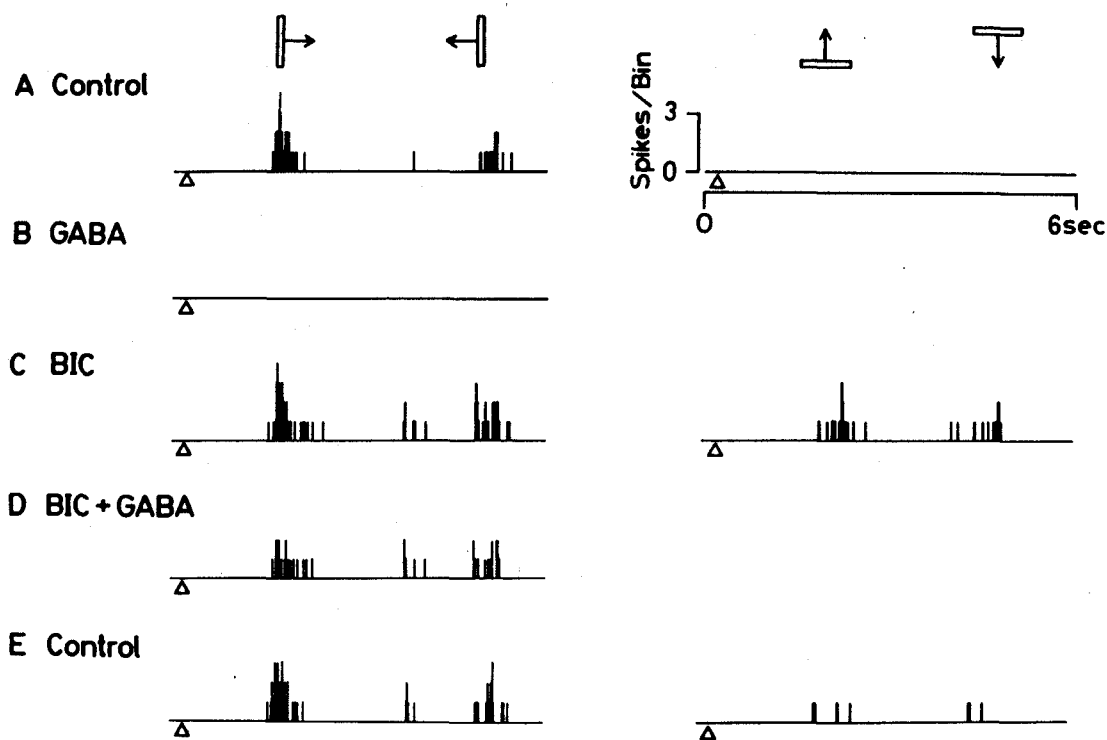 A Control
Spikes/Bin
3
0
0
6sec
B GABA
C BIC
D BIC+GABA
E Control